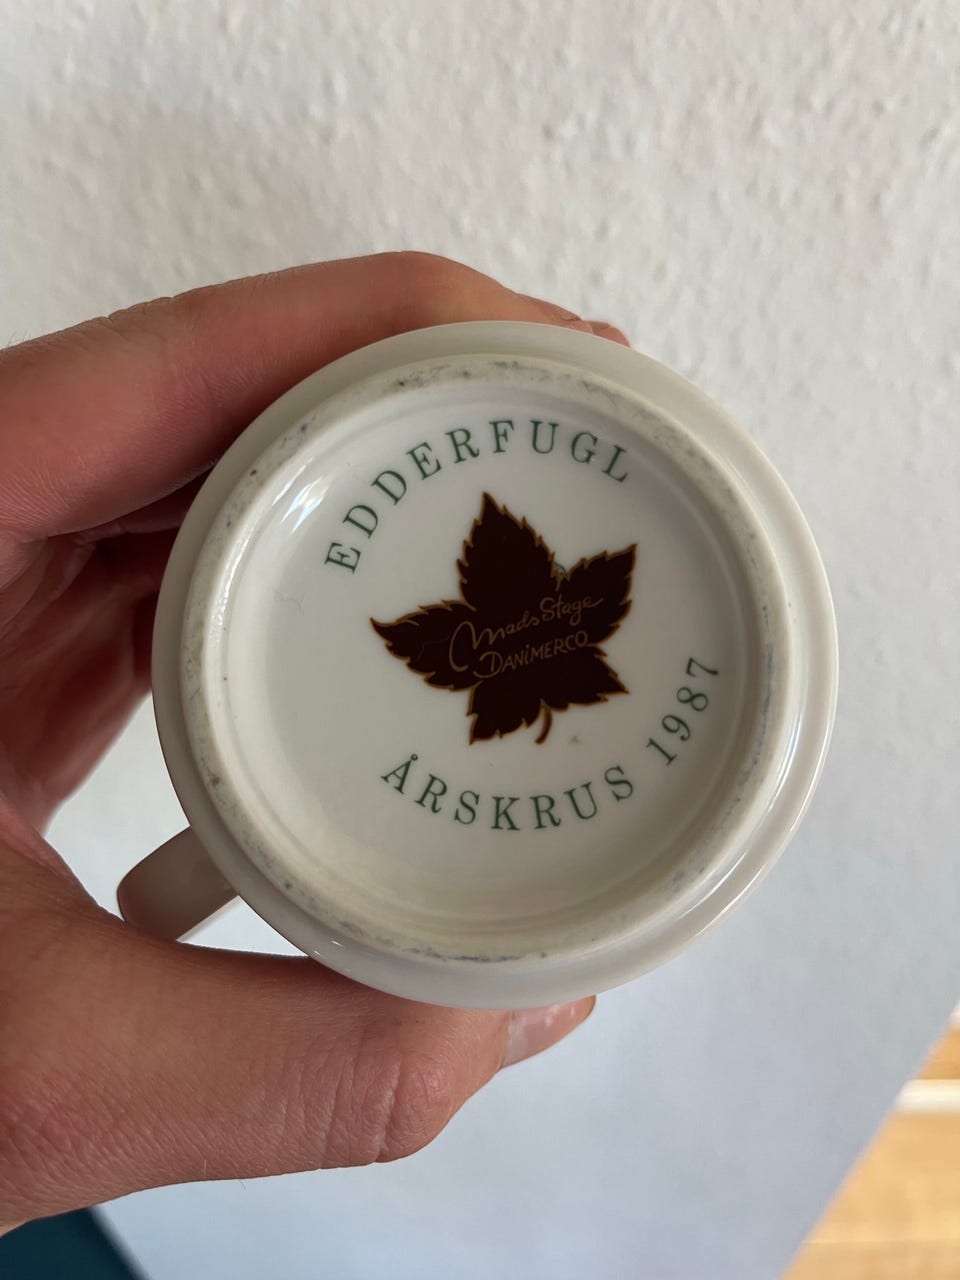 EDDERFUGL
Mads Stage
DANIMERCO
ÅRSKRUS 1987